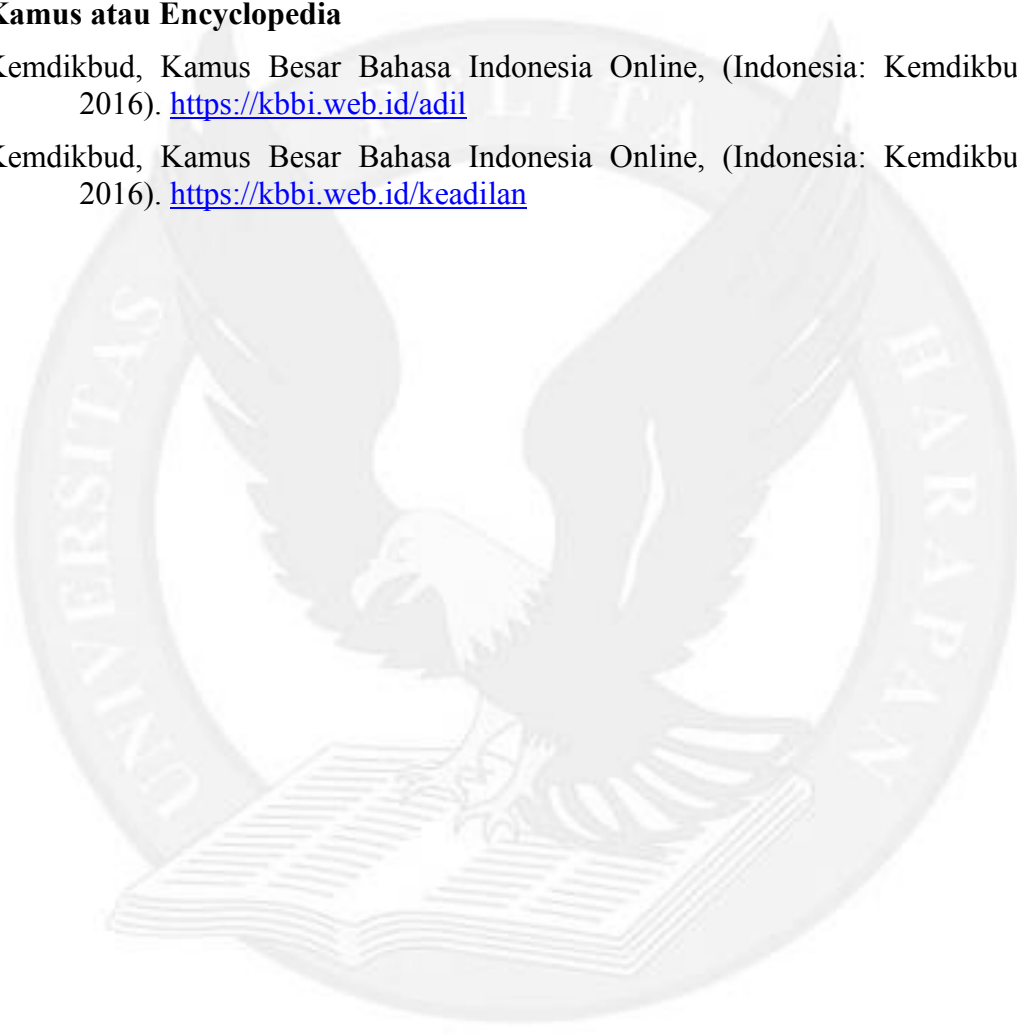 Kamus atau Encyclopedia
Kemdikbud, Kamus Besar Bahasa Indonesia Online, (Indonesia: Kemdikbu
2016). https://kbbi.web.id/adil
Kemdikbud, Kamus Besar Bahasa Indonesia Online, (Indonesia: Kemdikbu
2016). https://kbbi.web.id/keadilan
UNIVERSITAS PELITA HARAPAN